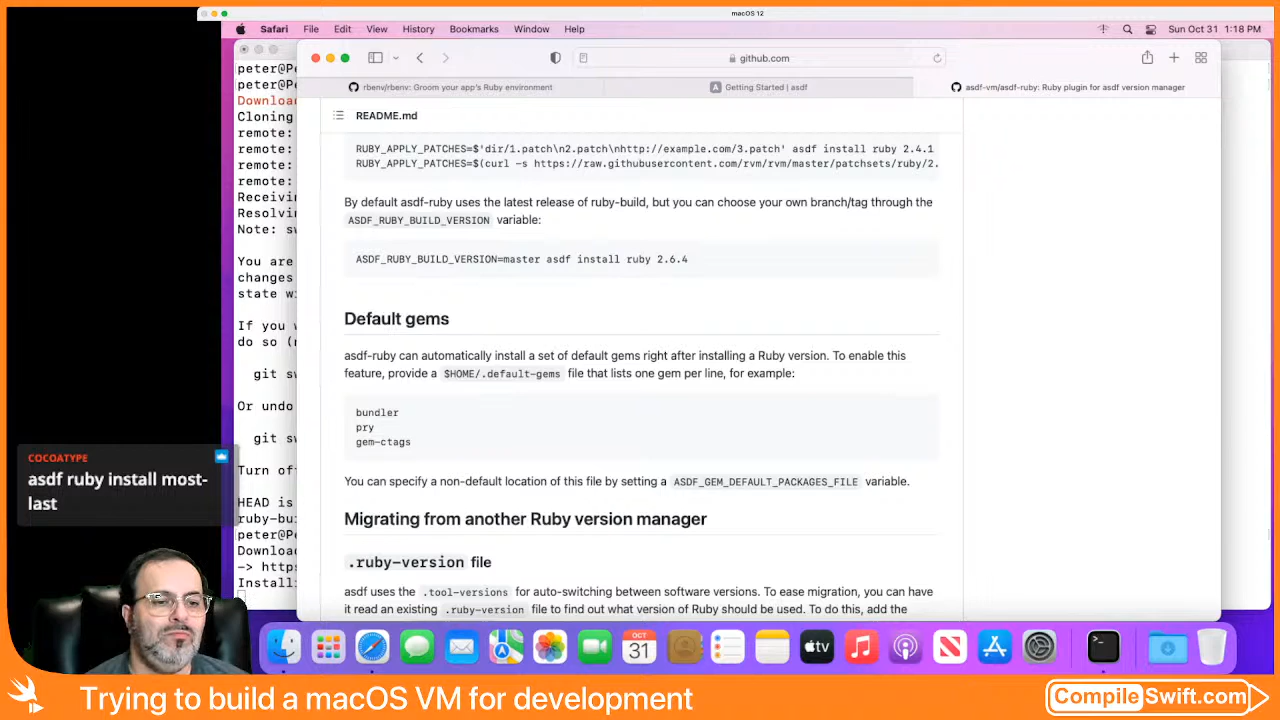 macOS 12
Safari File Edit View History Bookmarks Window Help Sun Oct 31 1:18 PM
github.com
rbenv/rbenv: Groom your app's Ruby environment
Getting Started | asdf
asdf-vm/asdf-ruby: Ruby plugin for asdf version manager
README.md
RUBY_APPLY_PATCHES=$'dir/1.patch\n2.patch\nhttp://example.com/3.patch' asdf install ruby 2.4.1
RUBY_APPLY_PATCHES=$(curl -s https://raw.githubusercontent.com/rvm/rvm/master/patchsets/ruby/2.
By default asdf-ruby uses the latest release of ruby-build, but you can choose your own branch/tag through the
ASDF_RUBY_BUILD_VERSION variable:
ASDF_RUBY_BUILD_VERSION=master asdf install ruby 2.6.4
Default gems
asdf-ruby can automatically install a set of default gems right after installing a Ruby version. To enable this
feature, provide a $HOME/.default-gems file that lists one gem per line, for example:
bundler
pry
gem-ctags
You can specify a non-default location of this file by setting a ASDF_GEM_DEFAULT_PACKAGES_FILE variable.
Migrating from another Ruby version manager
.ruby-version file
asdf uses the .tool-versions for auto-switching between software versions. To ease migration, you can have
it read an existing .ruby-version file to find out what version of Ruby should be used. To do this, add the
peter@Pe
peter@Pe
Downloa
Cloning
remote:
remote:
remote:
remote:
Receivi
Resolvi
Note: sw
You are
changes
state wi
If you w
do so (n
git sw
Or undo
git sw
Turn off
HEAD is
ruby-bui
peter@Pe
Downloa
-> https
Installi
COCOATYPE
asdf ruby install most-
last
OCT
31
tv
Trying to build a macOS VM for development
CompileSwift.com